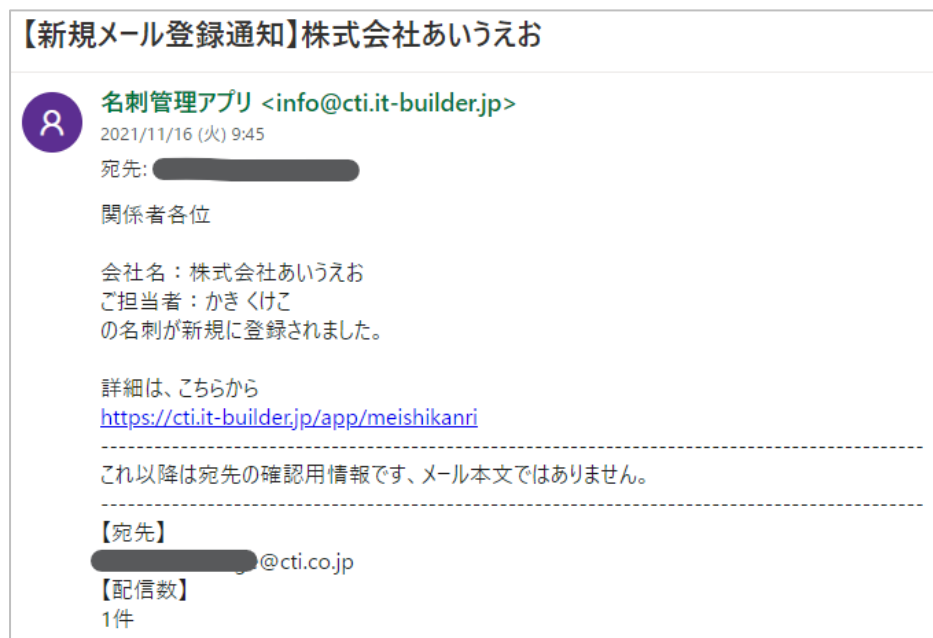 【新規メール登録通知】株式会社あいうえお
名刺管理アプリ <info@cti.it-builder.jp>
2021/11/16 (火) 9:45
宛先:
関係者各位
会社名：株式会社あいうえお
ご担当者：かき くけこ
の名刺が新規に登録されました。
詳細は、こちらから
https://cti.it-builder.jp/app/meishikanri
--------------------------------------------------------------------------------
これ以降は宛先の確認用情報です、メール本文ではありません。
--------------------------------------------------------------------------------
【宛先】
@cti.co.jp
【配信数】
1件